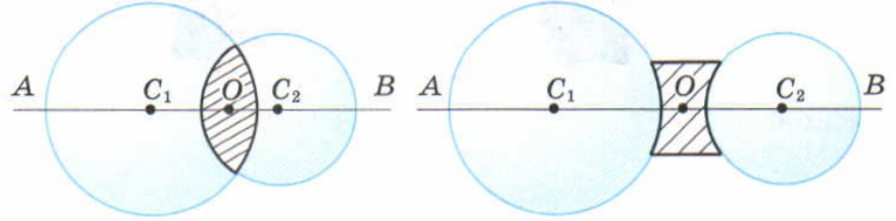 A C₁ O C₂ B A C₁ O C₂ B